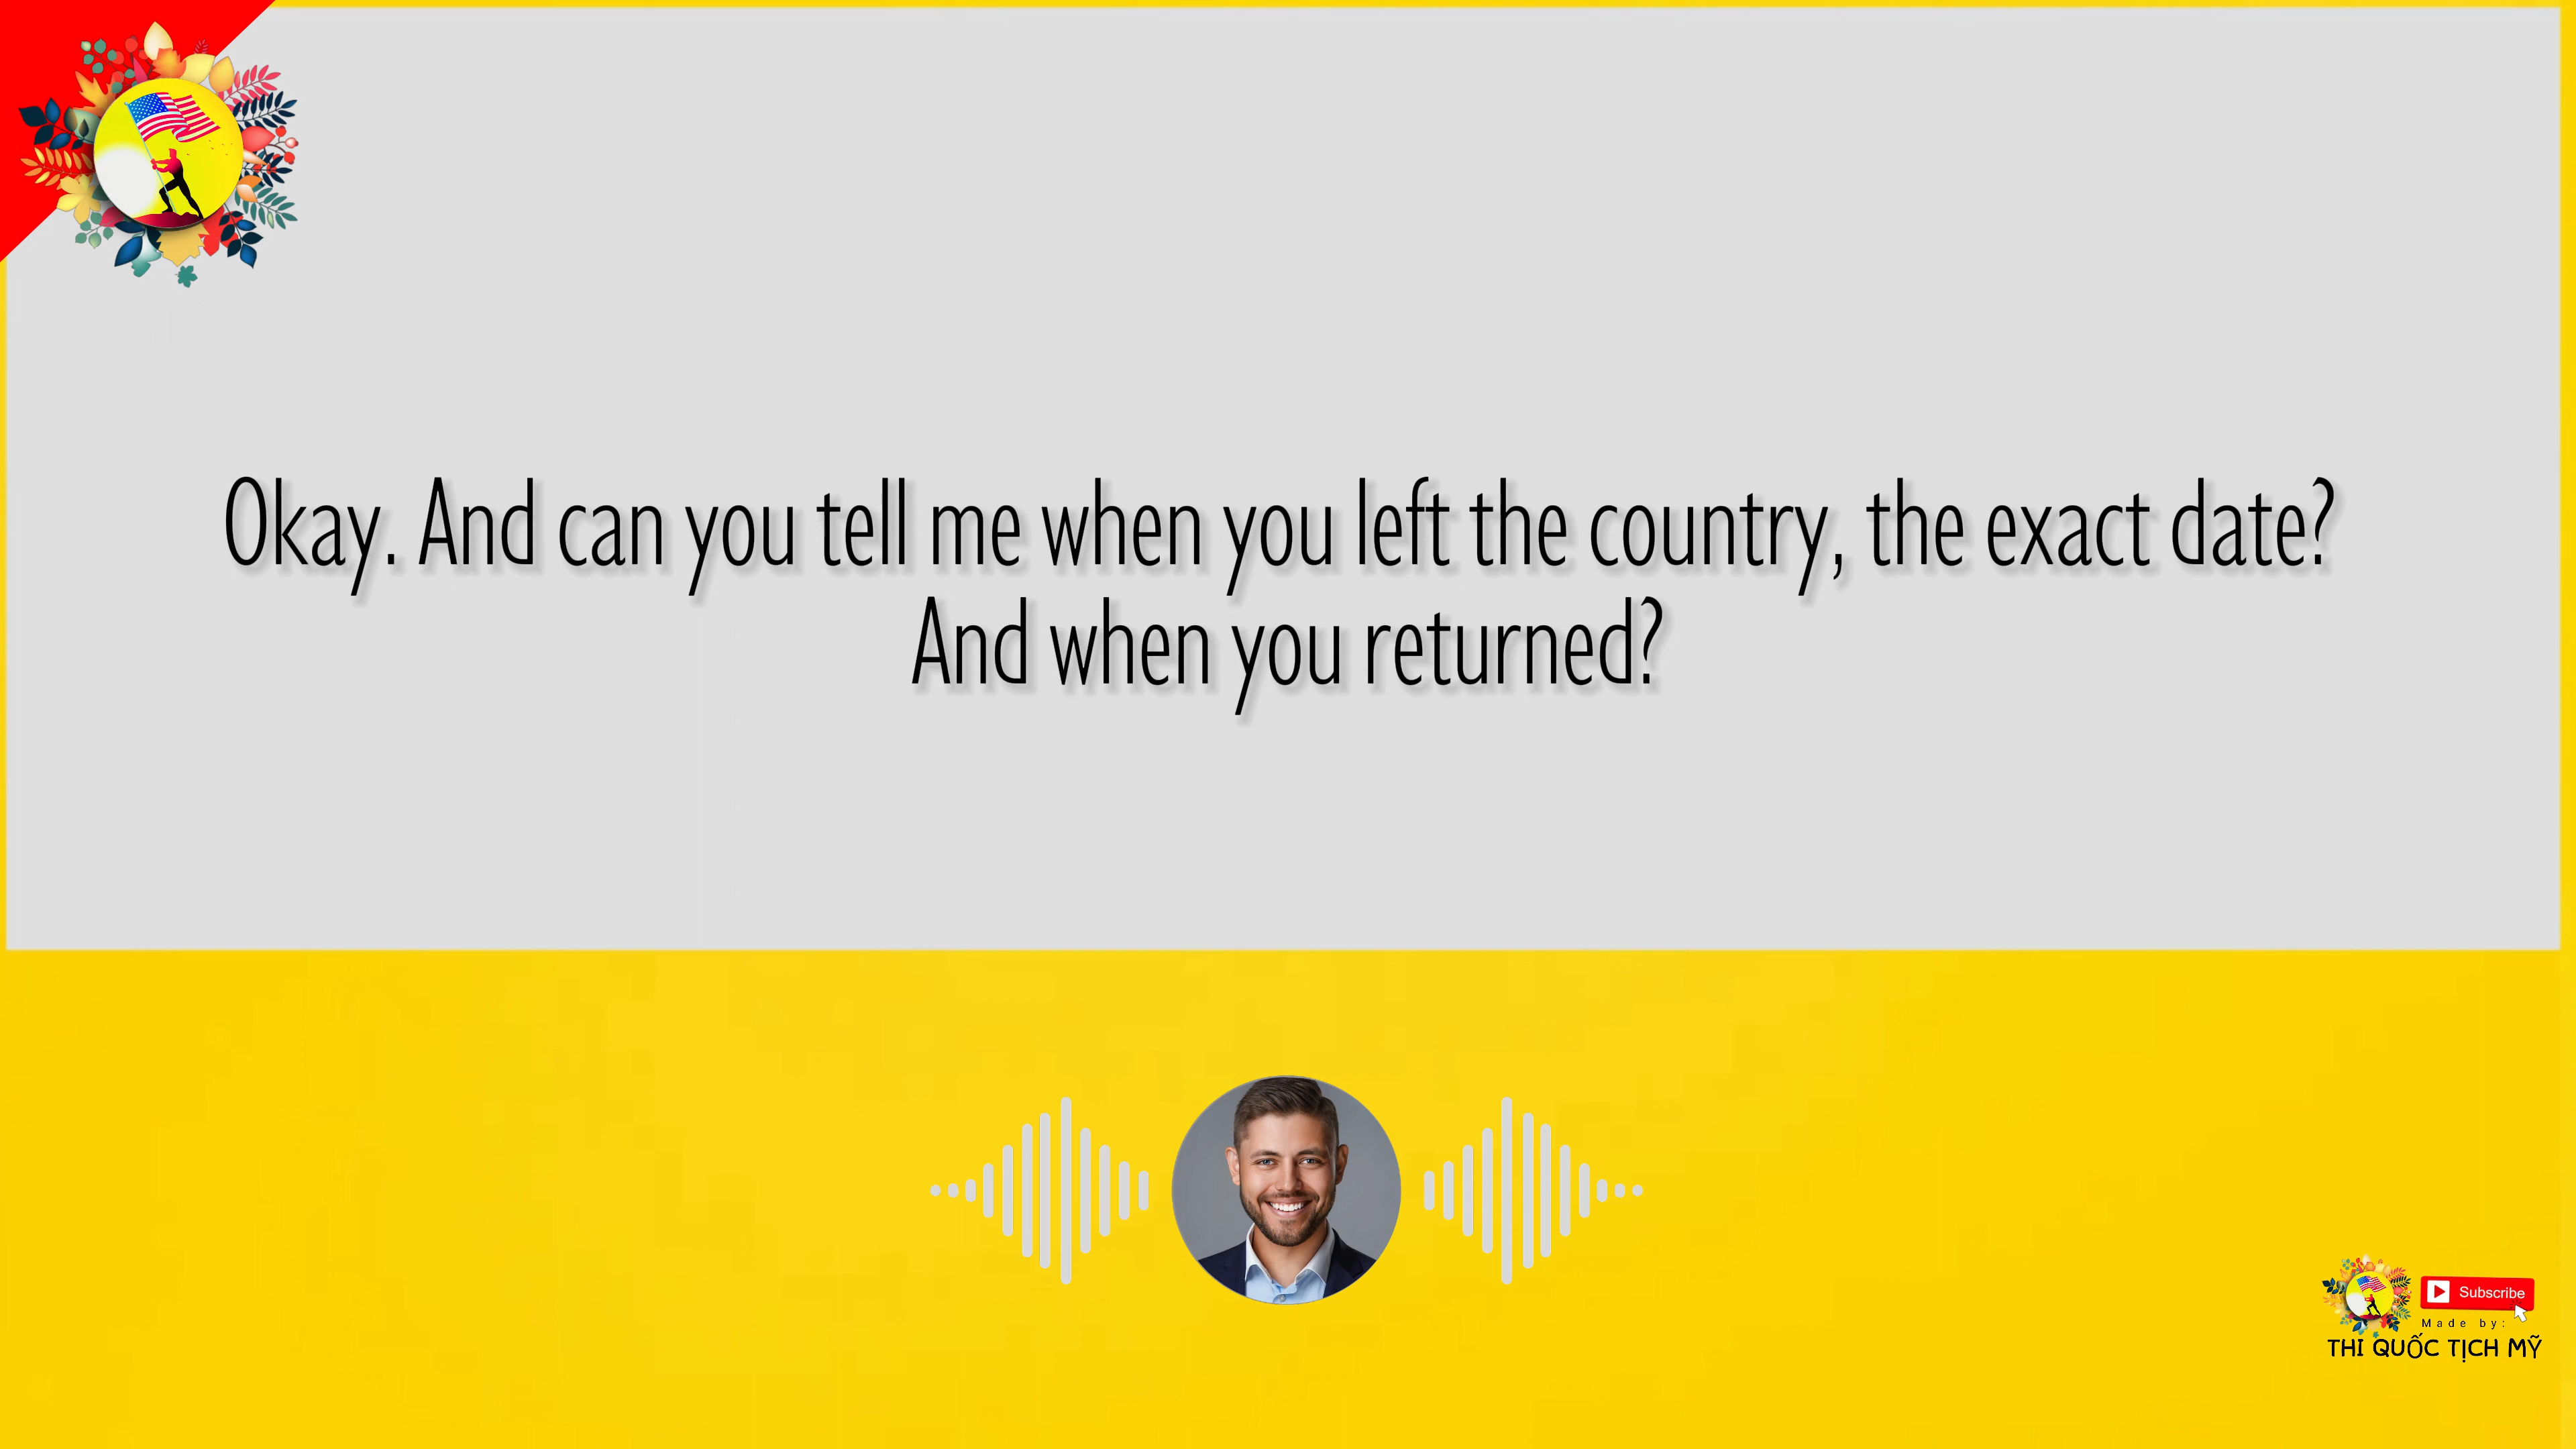 Okay. And can you tell me when you left the country, the exact date?
And when you returned?
Subscribe
Made by:
THI QUỐC TỊCH MỸ